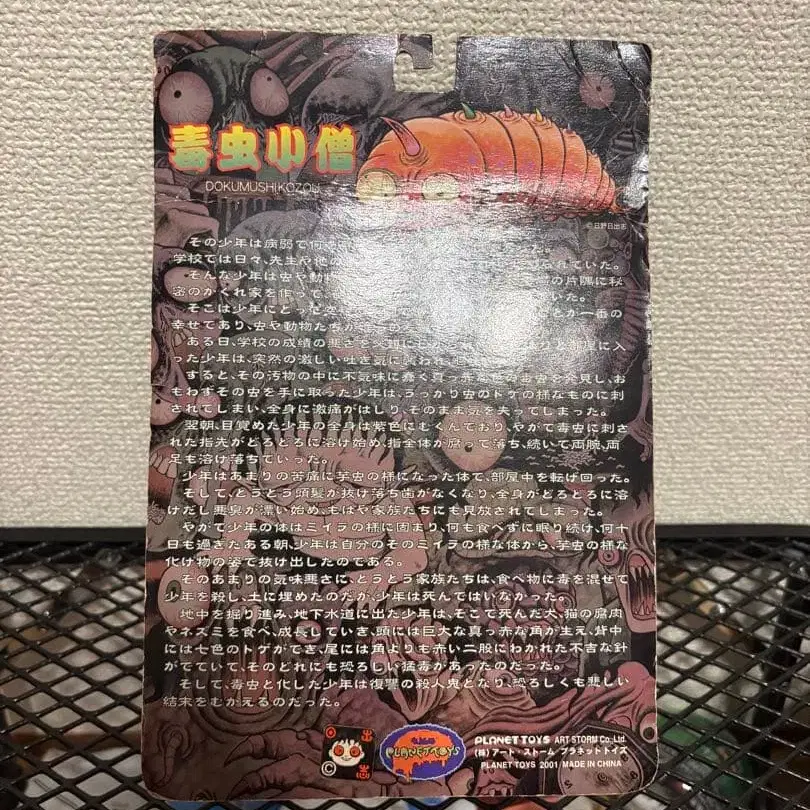 毒虫小僧
DOKUMUSHI KOZOU
©日野日出志
その少年は病弱で何を
学校では日々、先生や他の れていた。
そんな少年は虫や動物 の片隅に秘
密のかくれ家を作って、 いた。
そこは少年にとって 一番の
幸せであり、虫や動物たちが
ある日、学校の成績の悪さを に入
った少年は、突然の激しい吐き気に襲われ
すると、その汚物の中に不気味に蠢く真っ赤な を発見し、お
もわずその虫を手に取った少年は、うっかり虫のトゲの様なものに刺
されてしまい、全身に激痛がはしり、そのまま気を失ってしまった。
翌朝、目覚めた少年の全身は紫色にむくんでおり、やがて毒虫に刺さ
れた指先がどろどろに溶け始め、指全体が腐って落ち、続いて両腕、両
足も溶け落ちていった。
少年はあまりの苦痛に芋虫の様になった体で、部屋中を転げ回った。
そして、とうとう頭髪が抜け落ち歯がなくなり、全身がどろどろに溶
けだし悪臭が漂い始め、もはや家族たちにも見放されてしまった。
やがて少年の体はミイラの様に固まり、何も食べずに眠り続け、何十
日も過ぎたある朝、少年は自分のそのミイラの様な体から、芋虫の様な
化け物の姿で抜け出したのである。
そのあまりの気味悪さに、とうとう家族たちは、食べ物に毒を混ぜて
少年を殺し、土に埋めたのだが、少年は死んではいなかった。
地中を掘り進み、地下水道に出た少年は、そこで死んだ犬、猫の腐肉
やネズミを食べ、成長していき、頭には巨大な真っ赤な角が生え、背中
には七色のトゲができ、尾には角よりも赤い二股にわかれた不吉な針
がでていて、そのどれにも恐ろしい猛毒があったのだった。
そして、毒虫と化した少年は復讐の殺人鬼となり、恐ろしくも悲しい
結末をむかえるのだった。
PLANET TOYS
PLANET TOYS ART STORM Co., Ltd.
(株)アート・ストーム プラネットトイズ
PLANET TOYS 2001 MADE IN CHINA